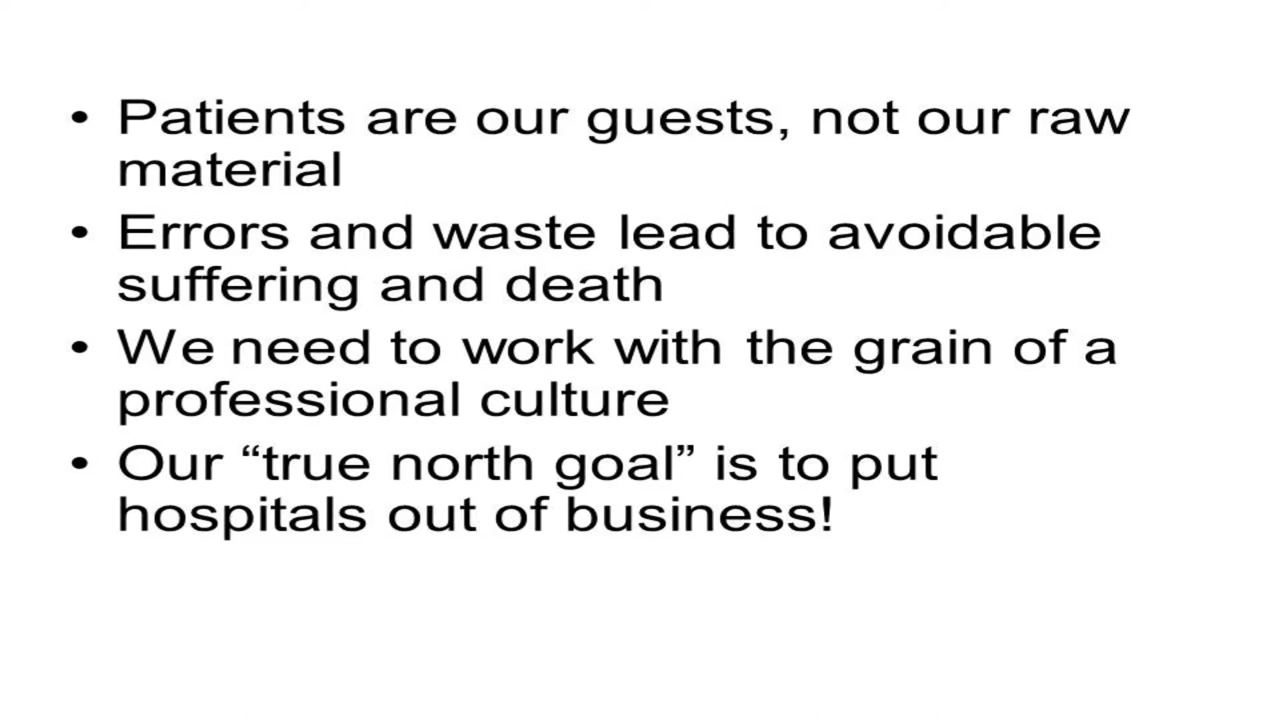 • Patients are our guests, not our raw
material
• Errors and waste lead to avoidable
suffering and death
• We need to work with the grain of a
professional culture
• Our “true north goal” is to put
hospitals out of business!